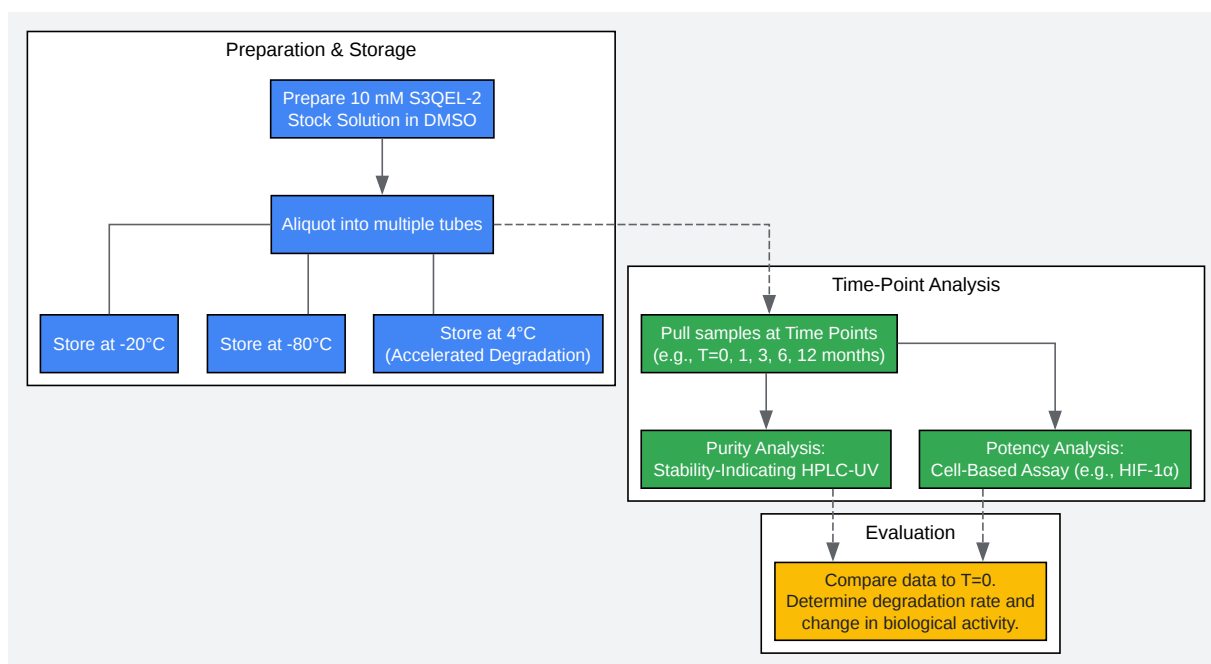 Preparation & Storage
Prepare 10 mM S3QEL-2
Stock Solution in DMSO
Aliquot into multiple tubes
Store at -20°C
Store at -80°C
Store at 4°C
(Accelerated Degradation)
Time-Point Analysis
Pull samples at Time Points
(e.g., T=0, 1, 3, 6, 12 months)
Purity Analysis:
Stability-Indicating HPLC-UV
Potency Analysis:
Cell-Based Assay (e.g., HIF-1α)
Evaluation
Compare data to T=0.
Determine degradation rate and
change in biological activity.